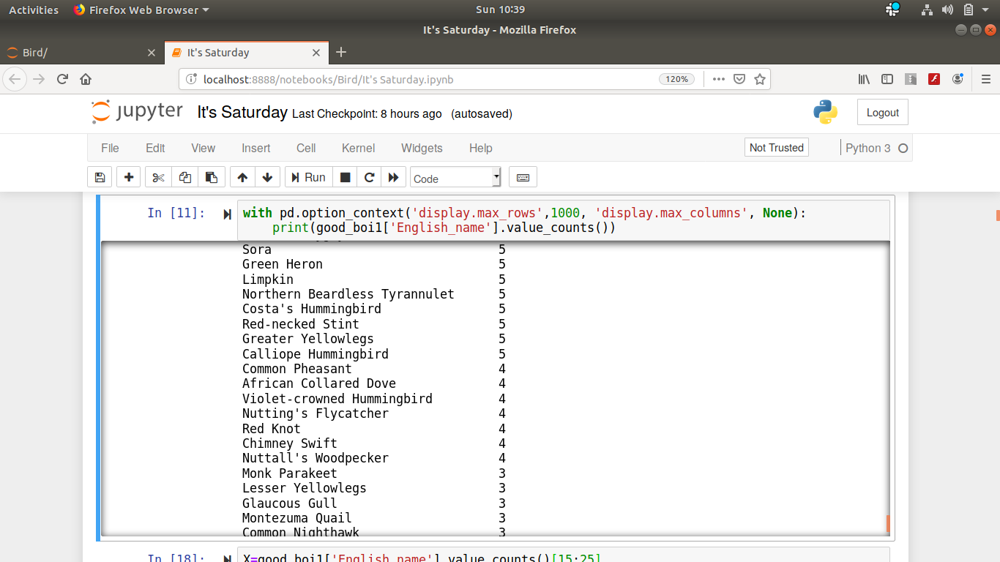 Activities Firefox Web Browser Sun 10:39
It's Saturday - Mozilla Firefox
Bird/ It's Saturday
localhost:8888/notebooks/Bird/It's Saturday.ipynb 120%
jupyter It's Saturday Last Checkpoint: 8 hours ago (autosaved) Logout
File Edit View Insert Cell Kernel Widgets Help Not Trusted Python 3
Run Code
In [11]: with pd.option_context('display.max_rows',1000, 'display.max_columns', None):
print(good_boi1['English_name'].value_counts())
Sora 5
Green Heron 5
Limpkin 5
Northern Beardless Tyrannulet 5
Costa's Hummingbird 5
Red-necked Stint 5
Greater Yellowlegs 5
Calliope Hummingbird 5
Common Pheasant 4
African Collared Dove 4
Violet-crowned Hummingbird 4
Nutting's Flycatcher 4
Red Knot 4
Chimney Swift 4
Nuttall's Woodpecker 4
Monk Parakeet 3
Lesser Yellowlegs 3
Glaucous Gull 3
Montezuma Quail 3
Common Nighthawk 3
In [18]: X=good_boi1['English_name'].value_counts()[15:25]